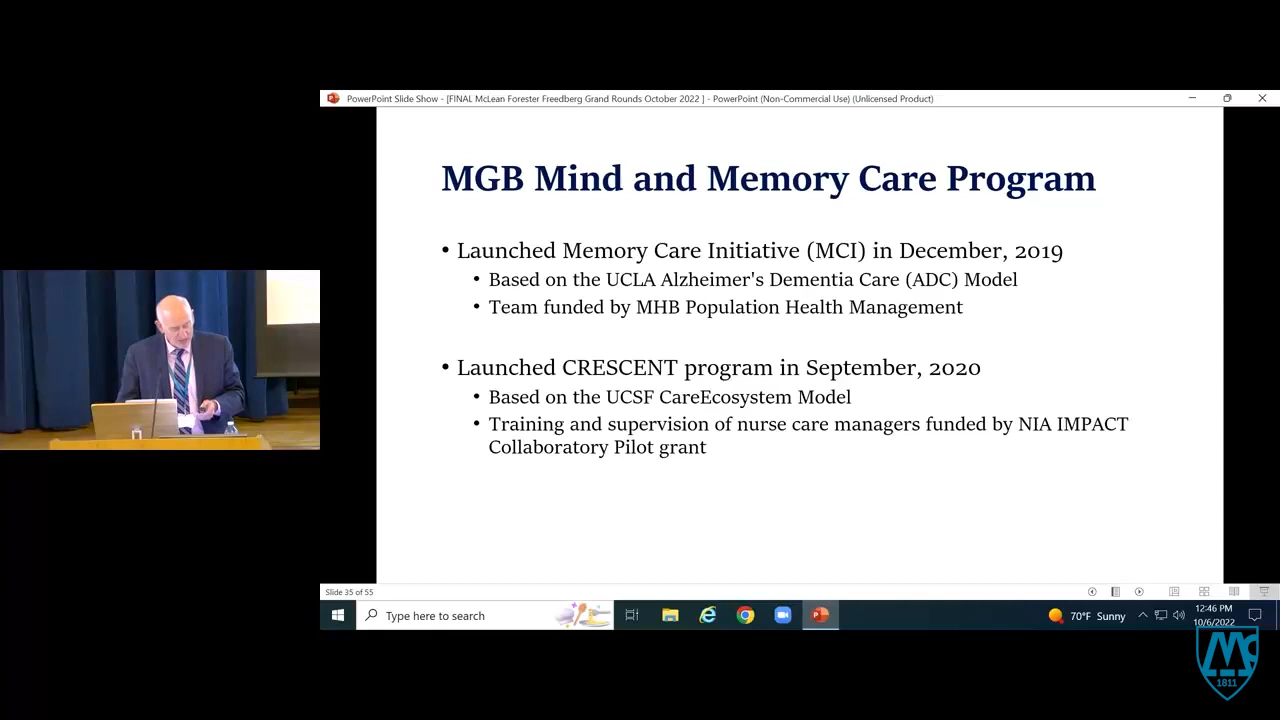 PowerPoint Slide Show - [FINAL McLean Forester Freedberg Grand Rounds October 2022 ] - PowerPoint (Non-Commercial Use) (Unlicensed Product)
MGB Mind and Memory Care Program
• Launched Memory Care Initiative (MCI) in December, 2019
• Based on the UCLA Alzheimer's Dementia Care (ADC) Model
• Team funded by MHB Population Health Management
• Launched CRESCENT program in September, 2020
• Based on the UCSF CareEcosystem Model
• Training and supervision of nurse care managers funded by NIA IMPACT
Collaboratory Pilot grant
Slide 35 of 55
Type here to search
70°F Sunny
12:46 PM
10/6/2022
1811